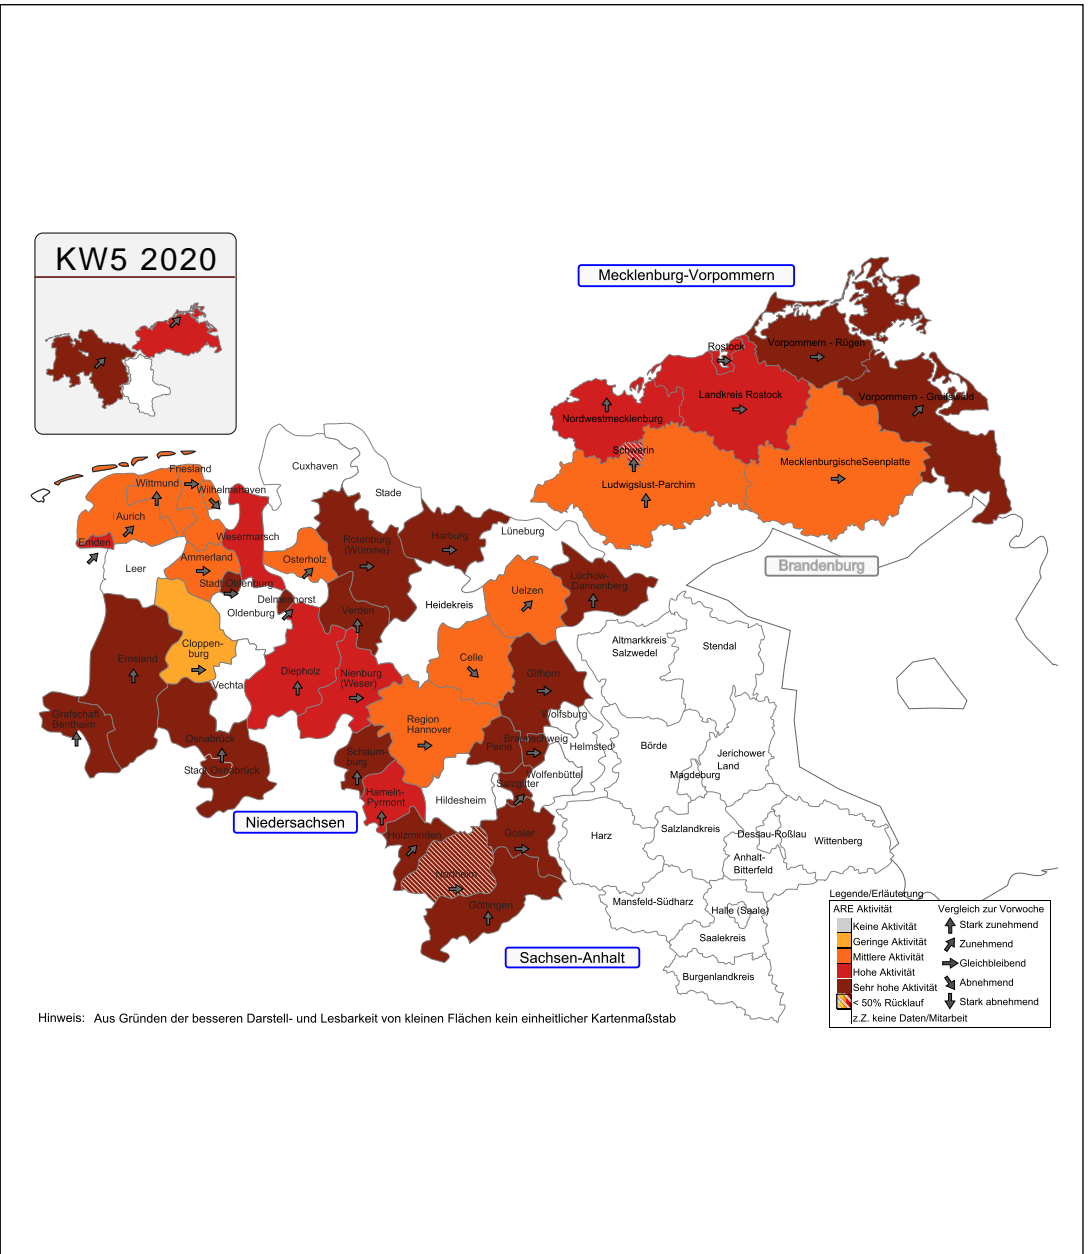 KW5 2020
Mecklenburg-Vorpommern
Rostock
Vorpommern - Rügen
Landkreis Rostock
Vorpommern - Greifswald
Nordwestmecklenburg
Schwerin
MecklenburgischeSeenplatte
Ludwigslust-Parchim
Cuxhaven
Friesland
Wittmund
Wilhelmshaven
Stade
Aurich
Emden
Wesermarsch
Rotenburg
(Wümme)
Harburg
Lüneburg
Leer
Ammerland
Osterholz
Stadt Oldenburg
Brandenburg
Lüchow-
Dannenberg
Uelzen
Delmenhorst
Oldenburg
Heidekreis
Verden
Cloppen-
burg
Altmarkkreis
Salzwedel
Stendal
Emsland
Celle
Diepholz
Nienburg
(Weser)
Gifhorn
Vechta
Grafschaft
Bentheim
Region
Hannover
Wolfsburg
Osnabrück
Braunschweig
Peine
Helmsted
Börde
Jerichower
Land
Schaum-
burg
Stadt Osnabrück
Wolfenbüttel
Salzgitter
Magdeburg
Hameln-
Pyrmont
Hildesheim
Niedersachsen
Holzminden
Goslar
Harz
Salzlandkreis
Dessau-Roßlau
Wittenberg
Anhalt-
Bitterfeld
Northeim
Göttingen
Mansfeld-Südharz
Halle (Saale)
Saalekreis
Sachsen-Anhalt
Burgenlandkreis
Legende/Erläuterung
ARE Aktivität
Vergleich zur Vorwoche
Keine Aktivität
Stark zunehmend
Geringe Aktivität
Zunehmend
Mittlere Aktivität
Gleichbleibend
Hohe Aktivität
Abnehmend
Sehr hohe Aktivität
Stark abnehmend
< 50% Rücklauf
z.Z. keine Daten/Mitarbeit
Hinweis: Aus Gründen der besseren Darstell- und Lesbarkeit von kleinen Flächen kein einheitlicher Kartenmaßstab